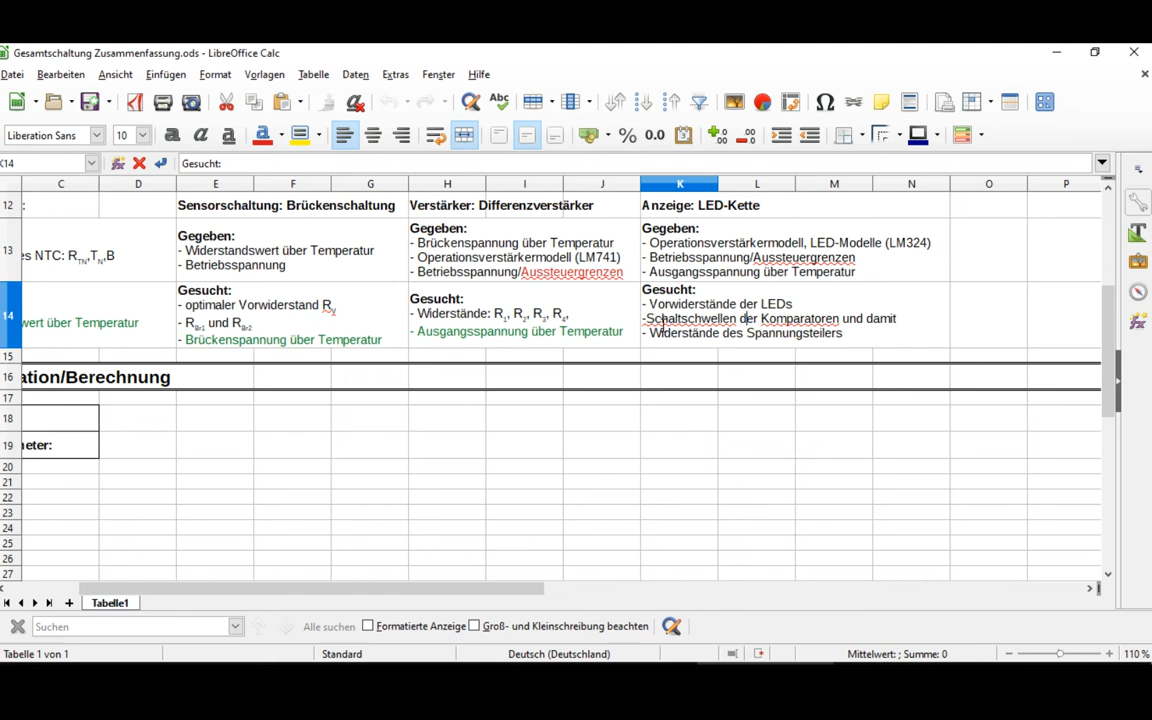 Gesamtschaltung Zusammenfassung.ods - LibreOffice Calc
Datei Bearbeiten Ansicht Einfügen Format Vorlagen Tabelle Daten Extras Fenster Hilfe
Liberation Sans 10
K14 Gesucht:
C D E F G H I J K L M N O P
12 : Sensorschaltung: Brückenschaltung Verstärker: Differenzverstärker Anzeige: LED-Kette
13
es NTC: R_TN,T_N,B
Gegeben:
- Widerstandswert über Temperatur
- Betriebsspannung
Gegeben:
- Brückenspannung über Temperatur
- Operationsverstärkermodell (LM741)
- Betriebsspannung/Aussteuergrenzen
Gegeben:
- Operationsverstärkermodell, LED-Modelle (LM324)
- Betriebsspannung/Aussteuergrenzen
- Ausgangsspannung über Temperatur
14
wert über Temperatur
Gesucht:
- optimaler Vorwiderstand R_V
- R_Br1 und R_Br2
- Brückenspannung über Temperatur
Gesucht:
- Widerstände: R_1, R_2, R_3, R_4,
- Ausgangsspannung über Temperatur
Gesucht:
- Vorwiderstände der LEDs
-Schaltschwellen der Komparatoren und damit
- Widerstände des Spannungsteilers
15
16 ation/Berechnung
17
18
19 neter:
20
21
22
23
24
25
26
27
Tabelle1
Suchen Alle suchen Formatierte Anzeige Groß- und Kleinschreibung beachten
Tabelle 1 von 1 Standard Deutsch (Deutschland) Mittelwert: ; Summe: 0 110 %